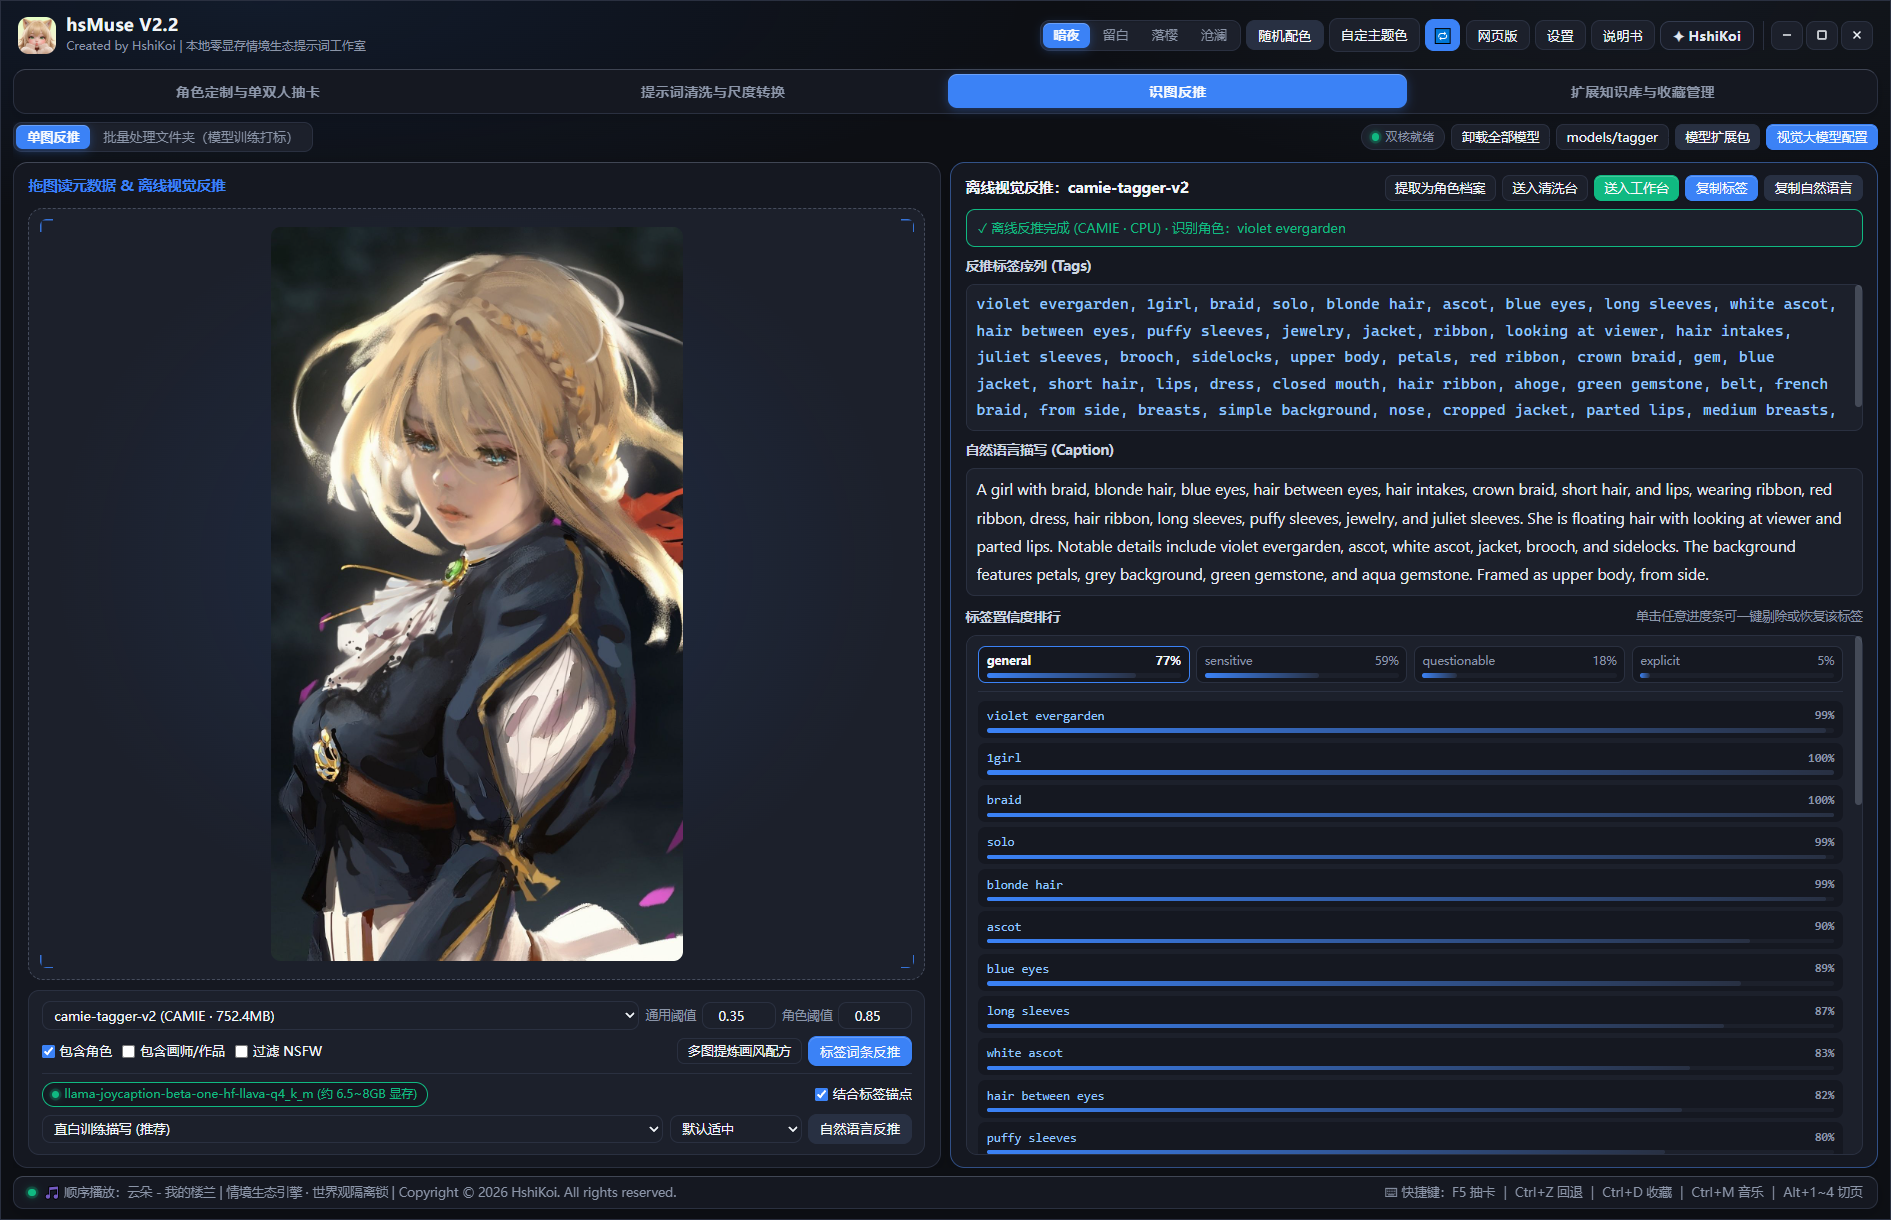 hsMuse V2.2
Created by HshiKoi | 本地零显存情境生态提示词工作室
暗夜 留白 落樱 沧澜 随机配色 自定主题色 网页版 设置 说明书 ✦ HshiKoi
角色定制与单双人抽卡 提示词清洗与尺度转换 识图反推 扩展知识库与收藏管理
单图反推 批量处理文件夹（模型训练打标） 双核就绪 卸载全部模型 models/tagger 模型扩展包 视觉大模型配置
拖图读元数据 & 离线视觉反推
camie-tagger-v2 (CAMIE · 752.4MB) 通用阈值 0.35 角色阈值 0.85
包含角色 包含画师/作品 过滤 NSFW 多图提炼画风配方 标签词条反推
llama-joycaption-beta-one-hf-llava-q4_k_m (约 6.5~8GB 显存) 结合标签锚点
直白训练描写 (推荐) 默认适中 自然语言反推
离线视觉反推：camie-tagger-v2 提取为角色档案 送入清洗台 送入工作台 复制标签 复制自然语言
✓ 离线反推完成 (CAMIE · CPU) · 识别角色：violet evergarden
反推标签序列 (Tags)
violet evergarden, 1girl, braid, solo, blonde hair, ascot, blue eyes, long sleeves, white ascot,
hair between eyes, puffy sleeves, jewelry, jacket, ribbon, looking at viewer, hair intakes,
juliet sleeves, brooch, sidelocks, upper body, petals, red ribbon, crown braid, gem, blue
jacket, short hair, lips, dress, closed mouth, hair ribbon, ahoge, green gemstone, belt, french
braid, from side, breasts, simple background, nose, cropped jacket, parted lips, medium breasts,
自然语言描写 (Caption)
A girl with braid, blonde hair, blue eyes, hair between eyes, hair intakes, crown braid, short hair, and lips, wearing ribbon, red
ribbon, dress, hair ribbon, long sleeves, puffy sleeves, jewelry, and juliet sleeves. She is floating hair with looking at viewer and
parted lips. Notable details include violet evergarden, ascot, white ascot, jacket, brooch, and sidelocks. The background
features petals, grey background, green gemstone, and aqua gemstone. Framed as upper body, from side.
标签置信度排行 单击任意进度条可一键剔除或恢复该标签
general 77% sensitive 59% questionable 18% explicit 5%
violet evergarden 99%
1girl 100%
braid 100%
solo 99%
blonde hair 99%
ascot 90%
blue eyes 89%
long sleeves 87%
white ascot 83%
hair between eyes 82%
puffy sleeves 80%
🎵 顺序播放：云朵 - 我的楼兰 | 情境生态引擎 · 世界观隔离锁 | Copyright © 2026 HshiKoi. All rights reserved. ⌨ 快捷键：F5 抽卡 | Ctrl+Z 回退 | Ctrl+D 收藏 | Ctrl+M 音乐 | Alt+1~4 切页